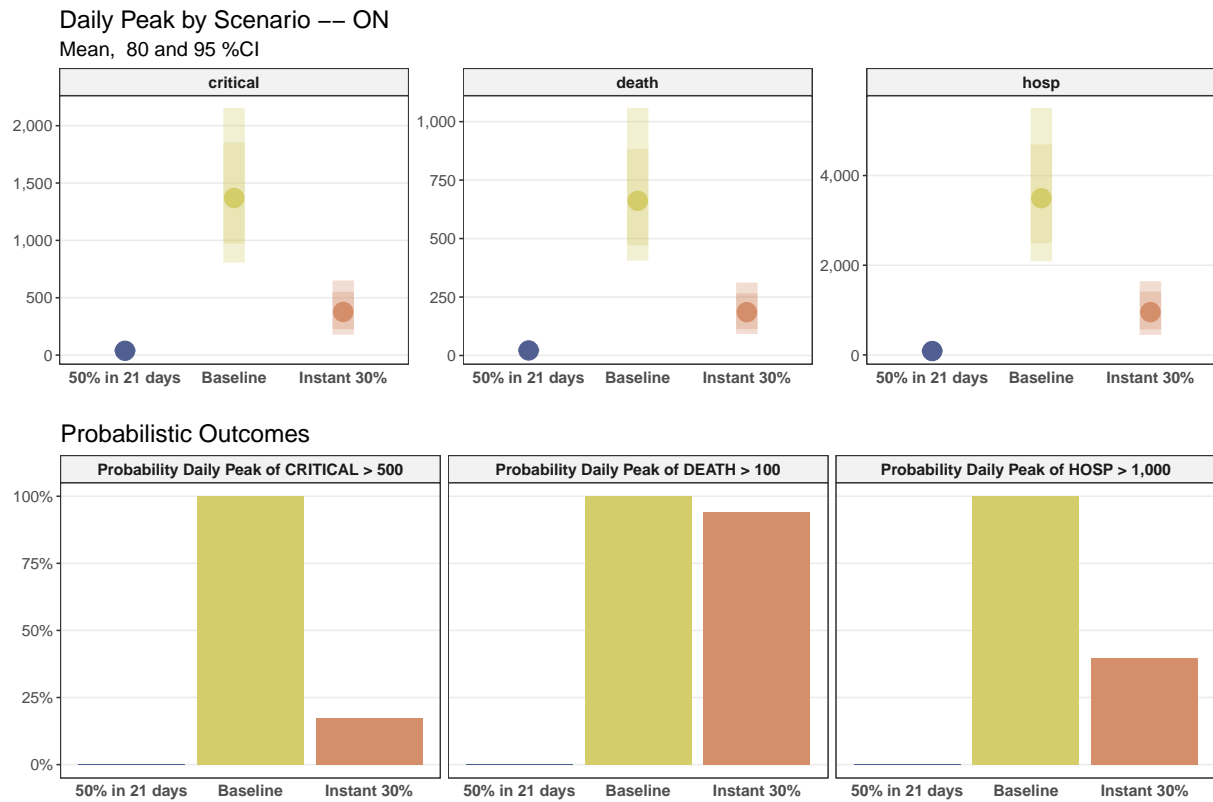 Daily Peak by Scenario −− ON
Mean,  80 and 95 %CI
critical
death
hosp
2,000
1,500
1,000
500
0
1,000
750
500
250
0
4,000
2,000
0
50% in 21 days Baseline Instant 30%
50% in 21 days Baseline Instant 30%
50% in 21 days Baseline Instant 30%
Probabilistic Outcomes
Probability Daily Peak of CRITICAL > 500
Probability Daily Peak of DEATH > 100
Probability Daily Peak of HOSP > 1,000
100%
75%
50%
25%
0%
50% in 21 days Baseline Instant 30%
50% in 21 days Baseline Instant 30%
50% in 21 days Baseline Instant 30%